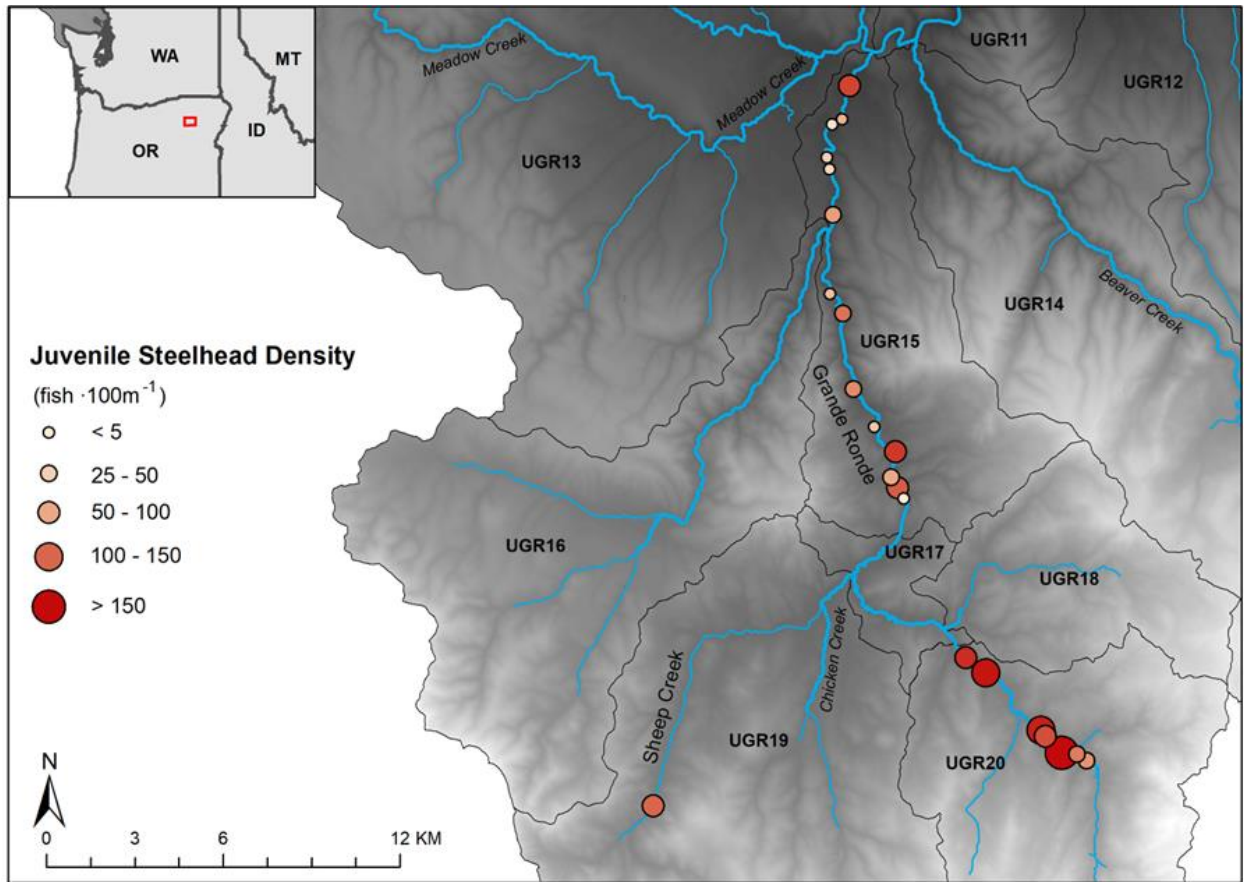 WA
MT
OR
ID
Meadow Creek
Meadow Creek
UGR11
UGR12
UGR13
UGR14
Beaver Creek
UGR15
Grande Ronde
Juvenile Steelhead Density
(fish ·100m⁻¹)
< 5
25 - 50
50 - 100
100 - 150
> 150
UGR16
UGR17
UGR18
Sheep Creek
Chicken Creek
UGR19
UGR20
N
0 3 6 12 KM